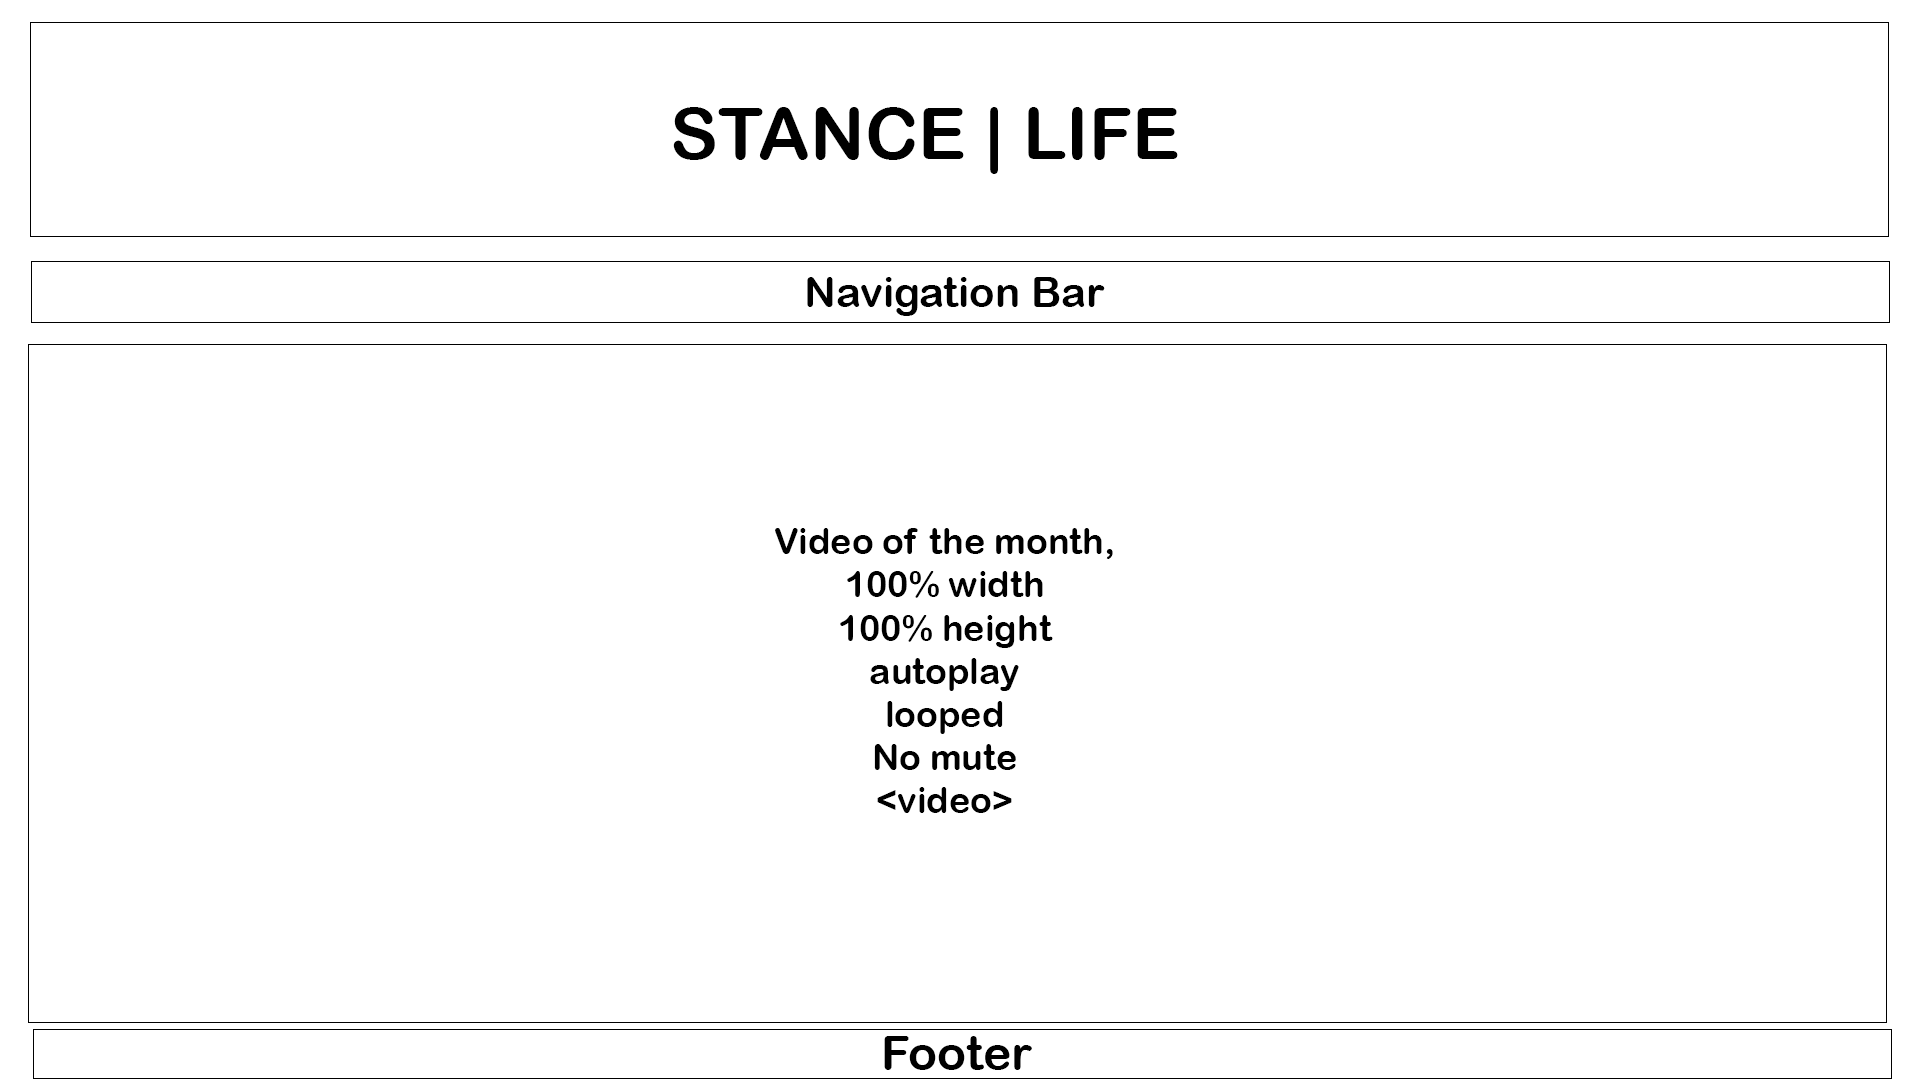 STANCE | LIFE
Navigation Bar
Video of the month,
100% width
100% height
autoplay
looped
No mute
<video>
Footer